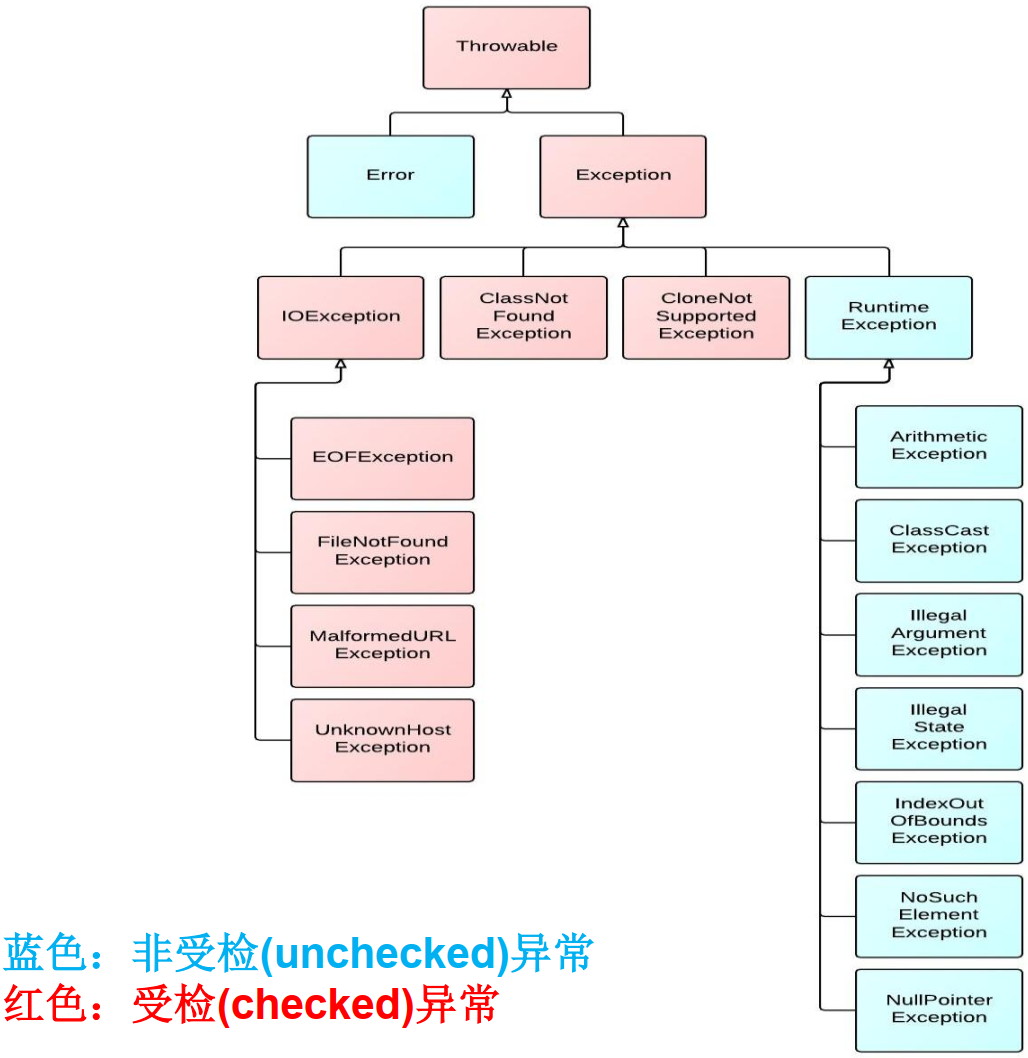 Throwable
Error
Exception
IOException
ClassNot
Found
Exception
CloneNot
Supported
Exception
Runtime
Exception
EOFException
FileNotFound
Exception
MalformedURL
Exception
UnknownHost
Exception
Arithmetic
Exception
ClassCast
Exception
Illegal
Argument
Exception
Illegal
State
Exception
IndexOut
OfBounds
Exception
NoSuch
Element
Exception
NullPointer
Exception
蓝色：非受检(unchecked)异常
红色：受检(checked)异常